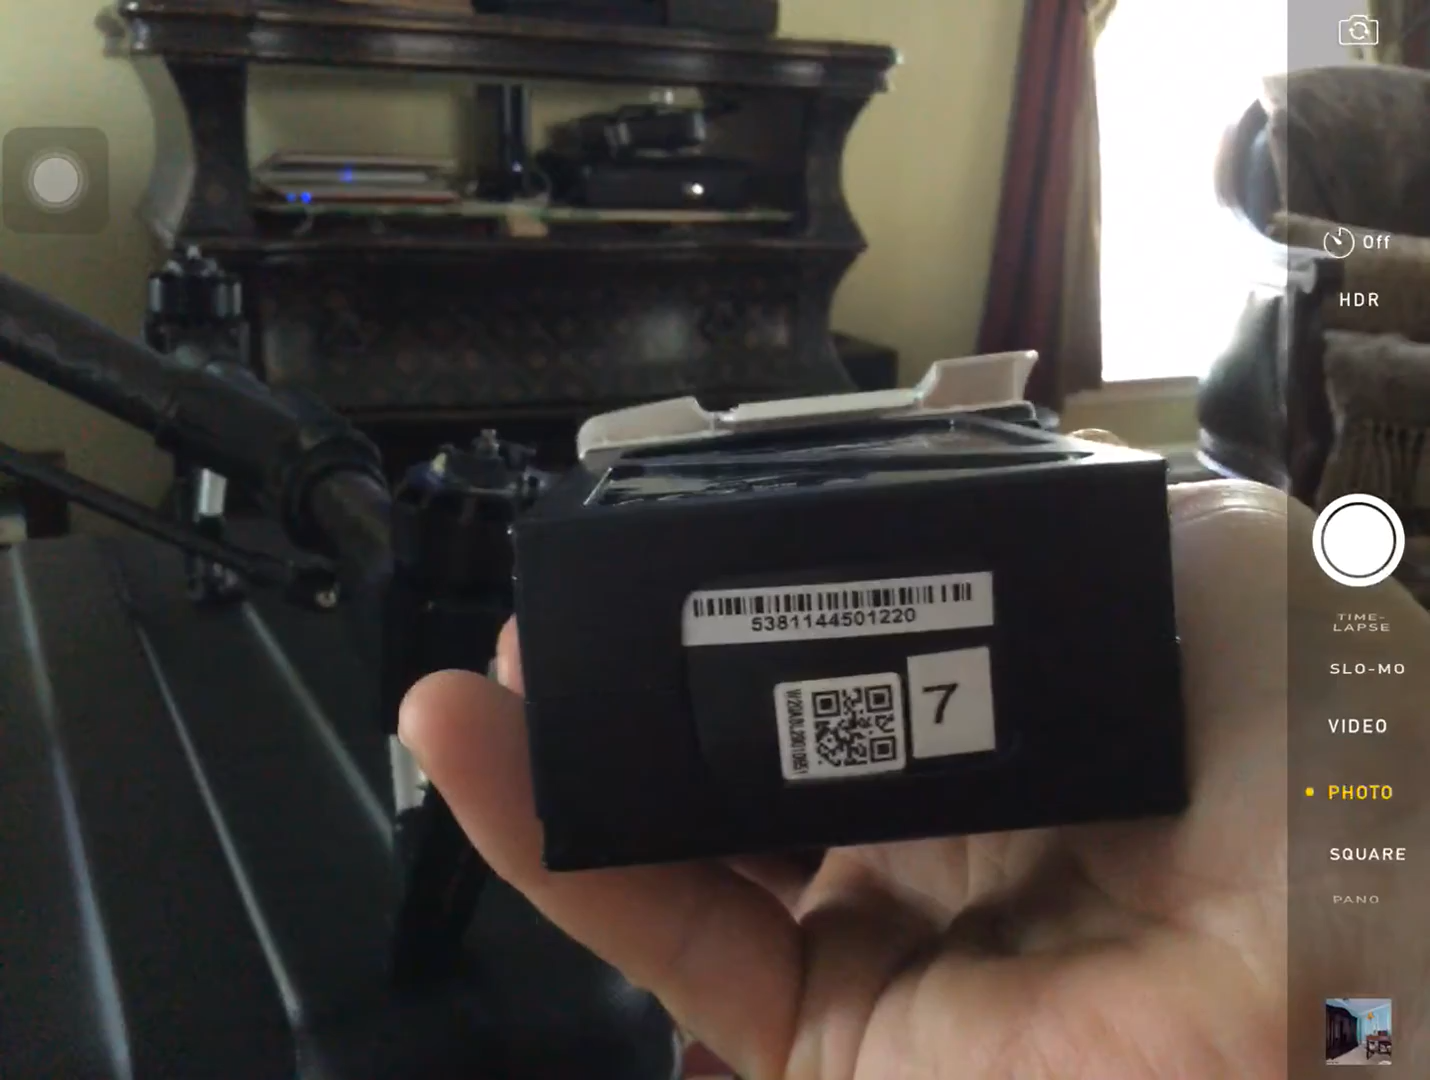 Off
HDR
5381144501220
7
TIME-
LAPSE
SLO-MO
VIDEO
PHOTO
SQUARE
PANO